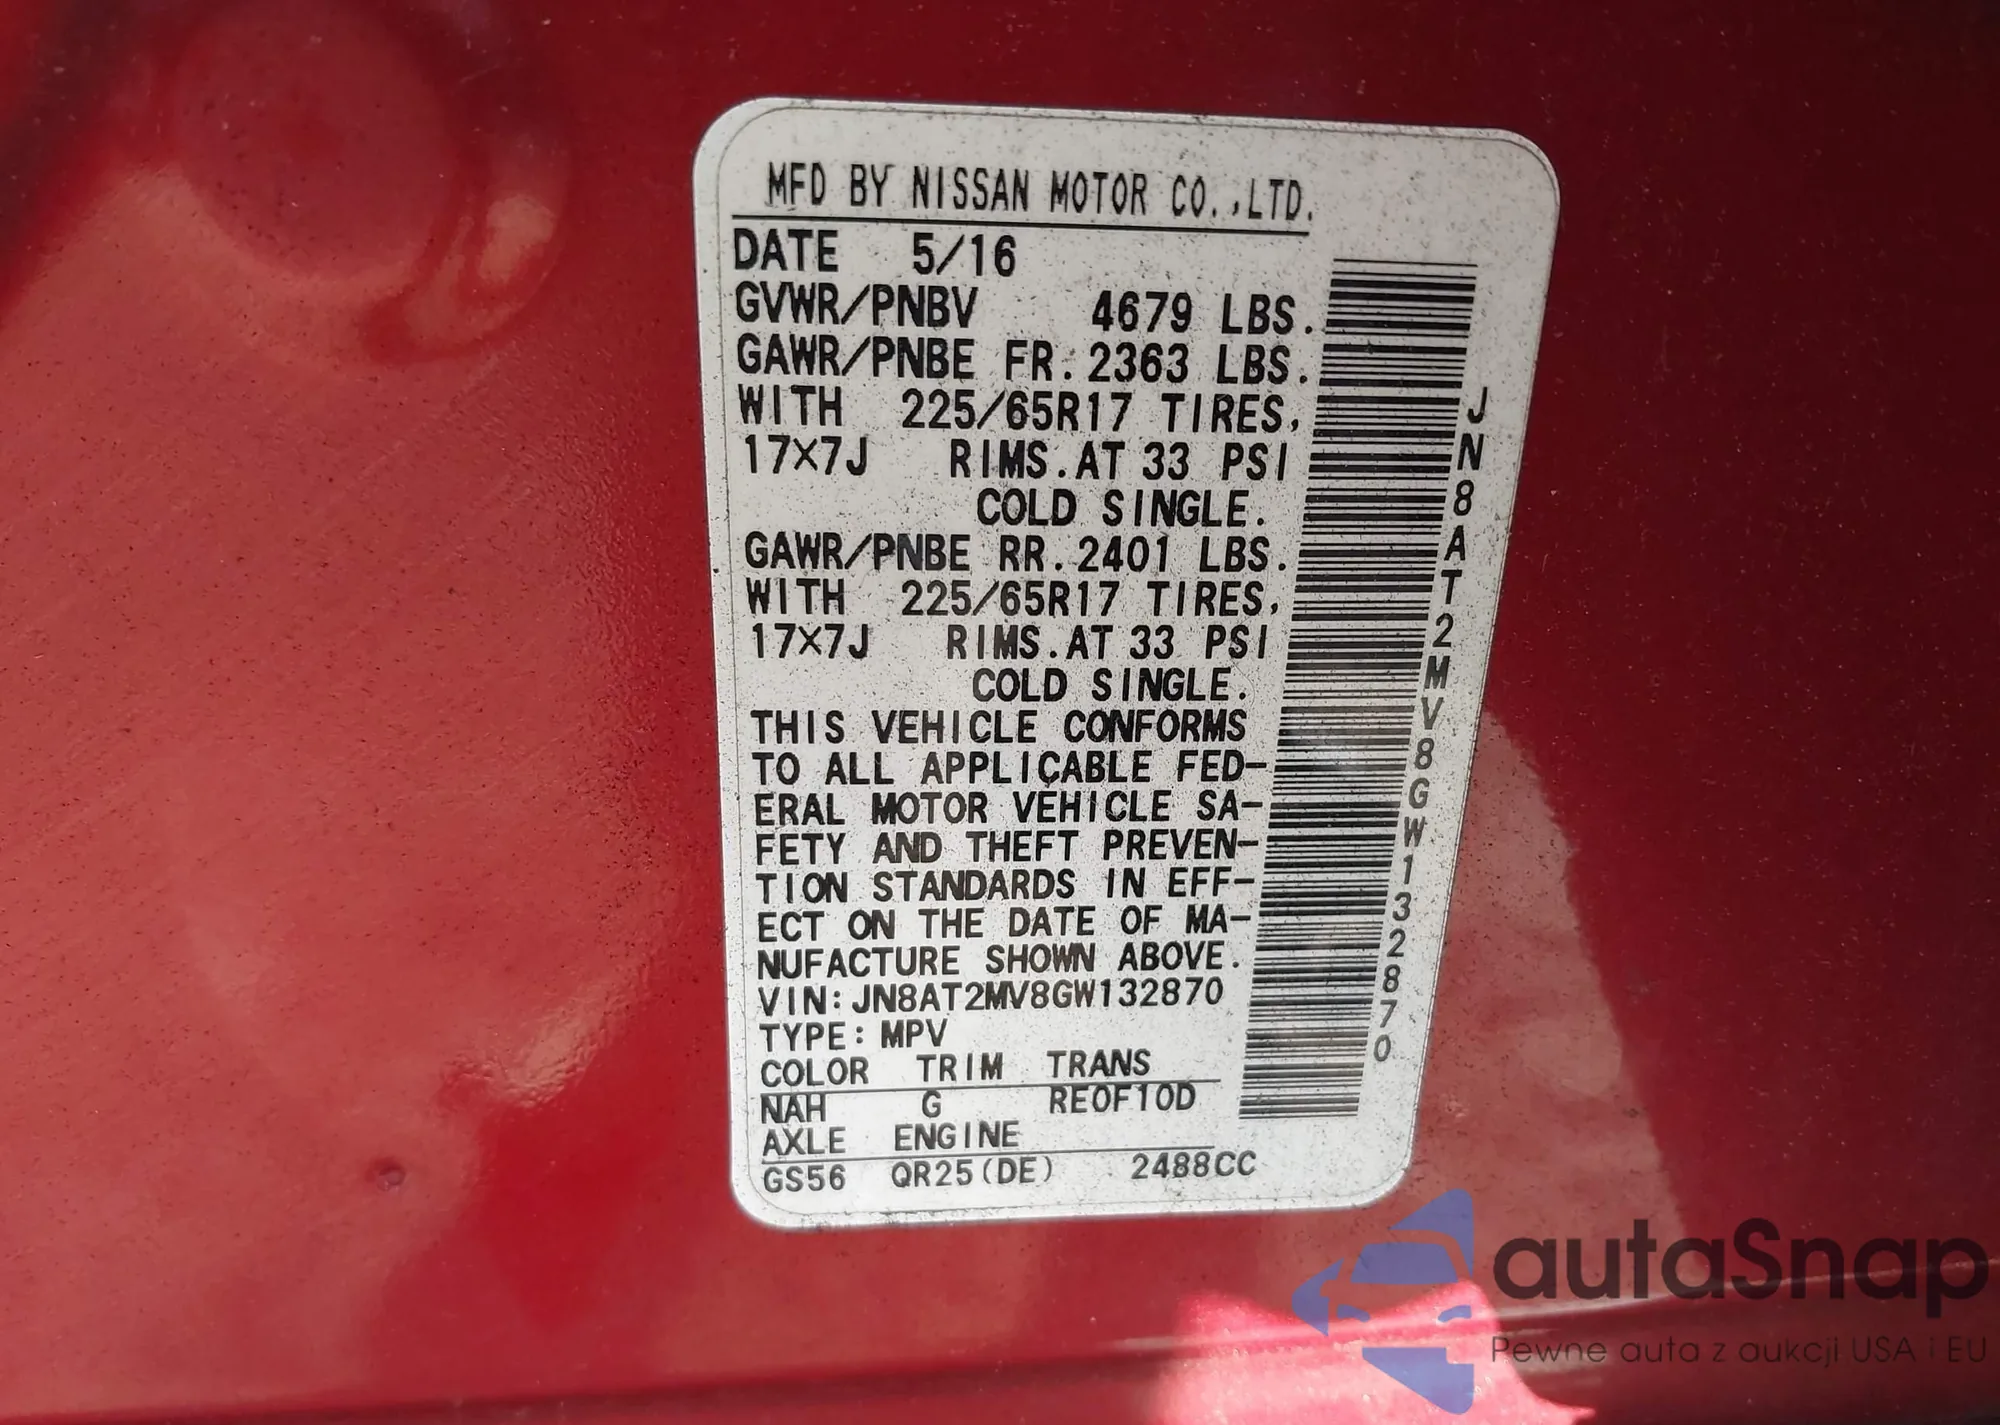 MFD BY NISSAN MOTOR CO.,LTD.
DATE 5/16
GVWR/PNBV 4679 LBS.
GAWR/PNBE FR. 2363 LBS.
WITH 225/65R17 TIRES,
17X7J RIMS.AT 33 PSI
COLD SINGLE.
GAWR/PNBE RR. 2401 LBS.
WITH 225/65R17 TIRES,
17X7J RIMS.AT 33 PSI
COLD SINGLE.
THIS VEHICLE CONFORMS
TO ALL APPLICABLE FED-
ERAL MOTOR VEHICLE SA-
FETY AND THEFT PREVEN-
TION STANDARDS IN EFF-
ECT ON THE DATE OF MA-
NUFACTURE SHOWN ABOVE.
VIN: JN8AT2MV8GW132870
TYPE: MPV
COLOR TRIM TRANS
NAH G RE0F10D
AXLE ENGINE
GS56 QR25(DE) 2488CC
JN8AT2MV8GW132870
autaSnap
Pewne auta z aukcji USA i EU